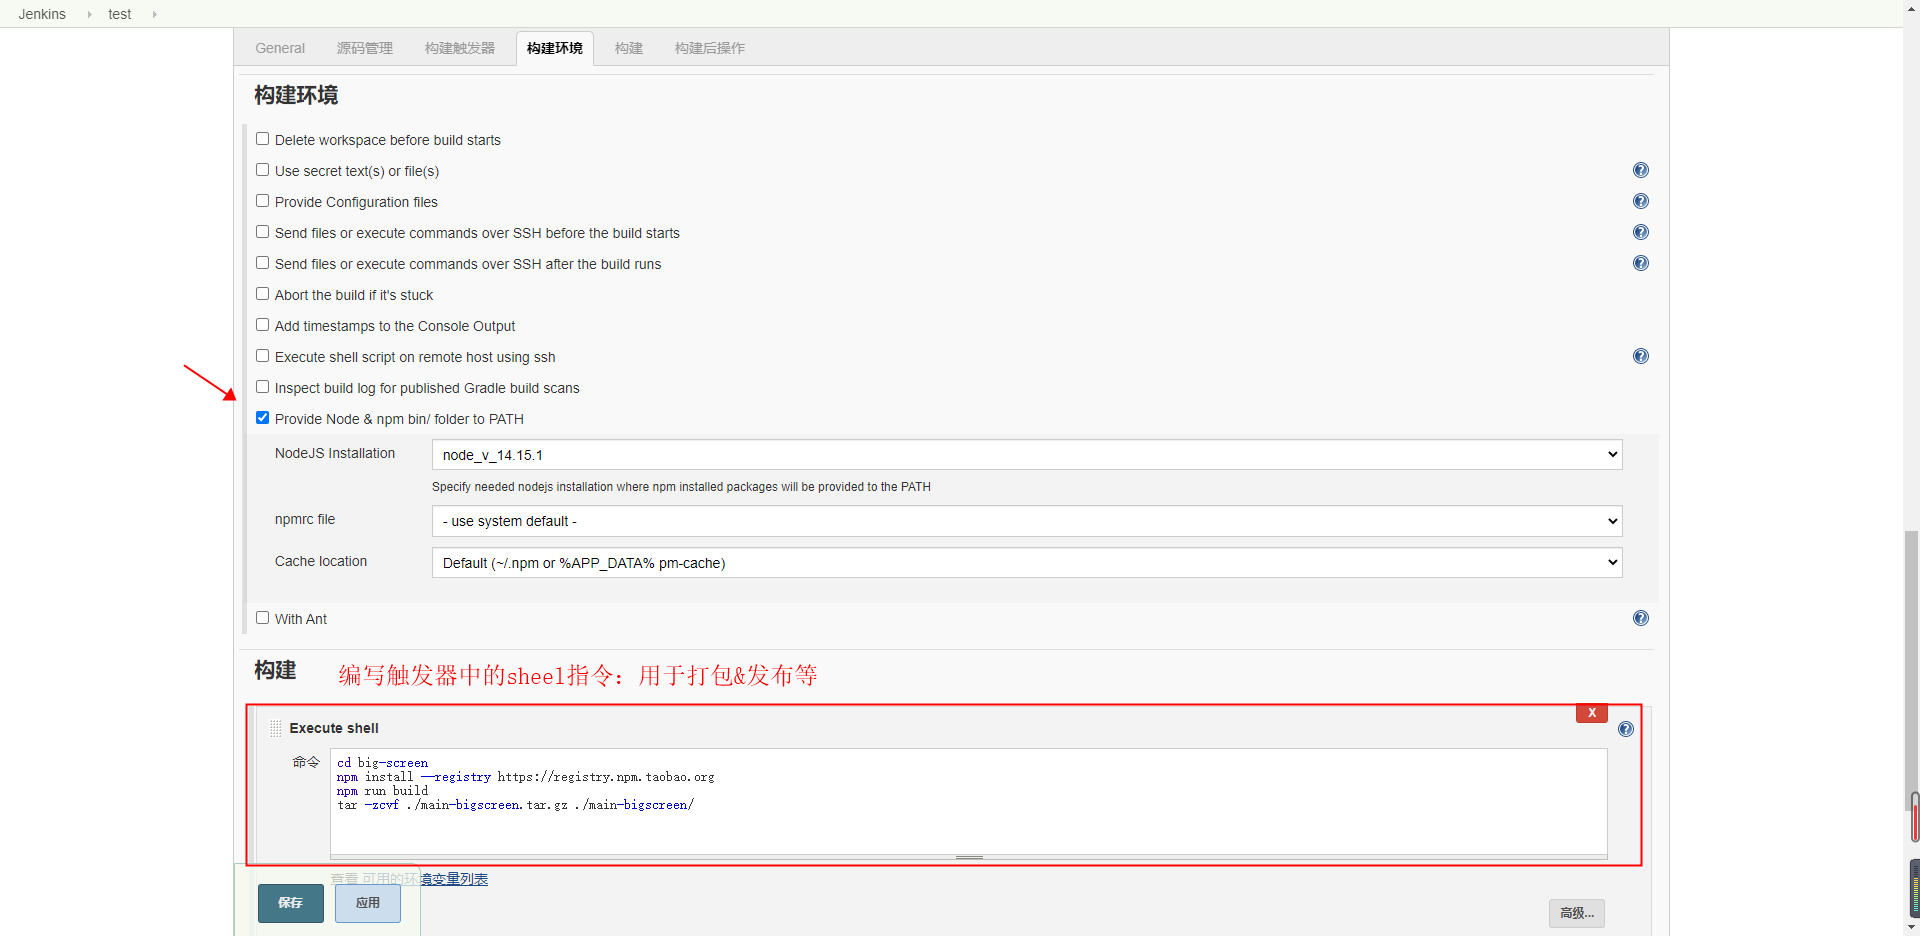 Jenkins test
General 源码管理 构建触发器 构建环境 构建 构建后操作
构建环境
Delete workspace before build starts
Use secret text(s) or file(s)
Provide Configuration files
Send files or execute commands over SSH before the build starts
Send files or execute commands over SSH after the build runs
Abort the build if it's stuck
Add timestamps to the Console Output
Execute shell script on remote host using ssh
Inspect build log for published Gradle build scans
Provide Node & npm bin/ folder to PATH
NodeJS Installation node_v_14.15.1
Specify needed nodejs installation where npm installed packages will be provided to the PATH
npmrc file - use system default -
Cache location Default (~/.npm or %APP_DATA% pm-cache)
With Ant
构建 编写触发器中的sheel指令：用于打包&发布等
X
Execute shell
命令 cd big-screen
npm install --registry https://registry.npm.taobao.org
npm run build
tar -zcvf ./main-bigscreen.tar.gz ./main-bigscreen/
查看 可用的环境变量列表
保存 应用 高级...